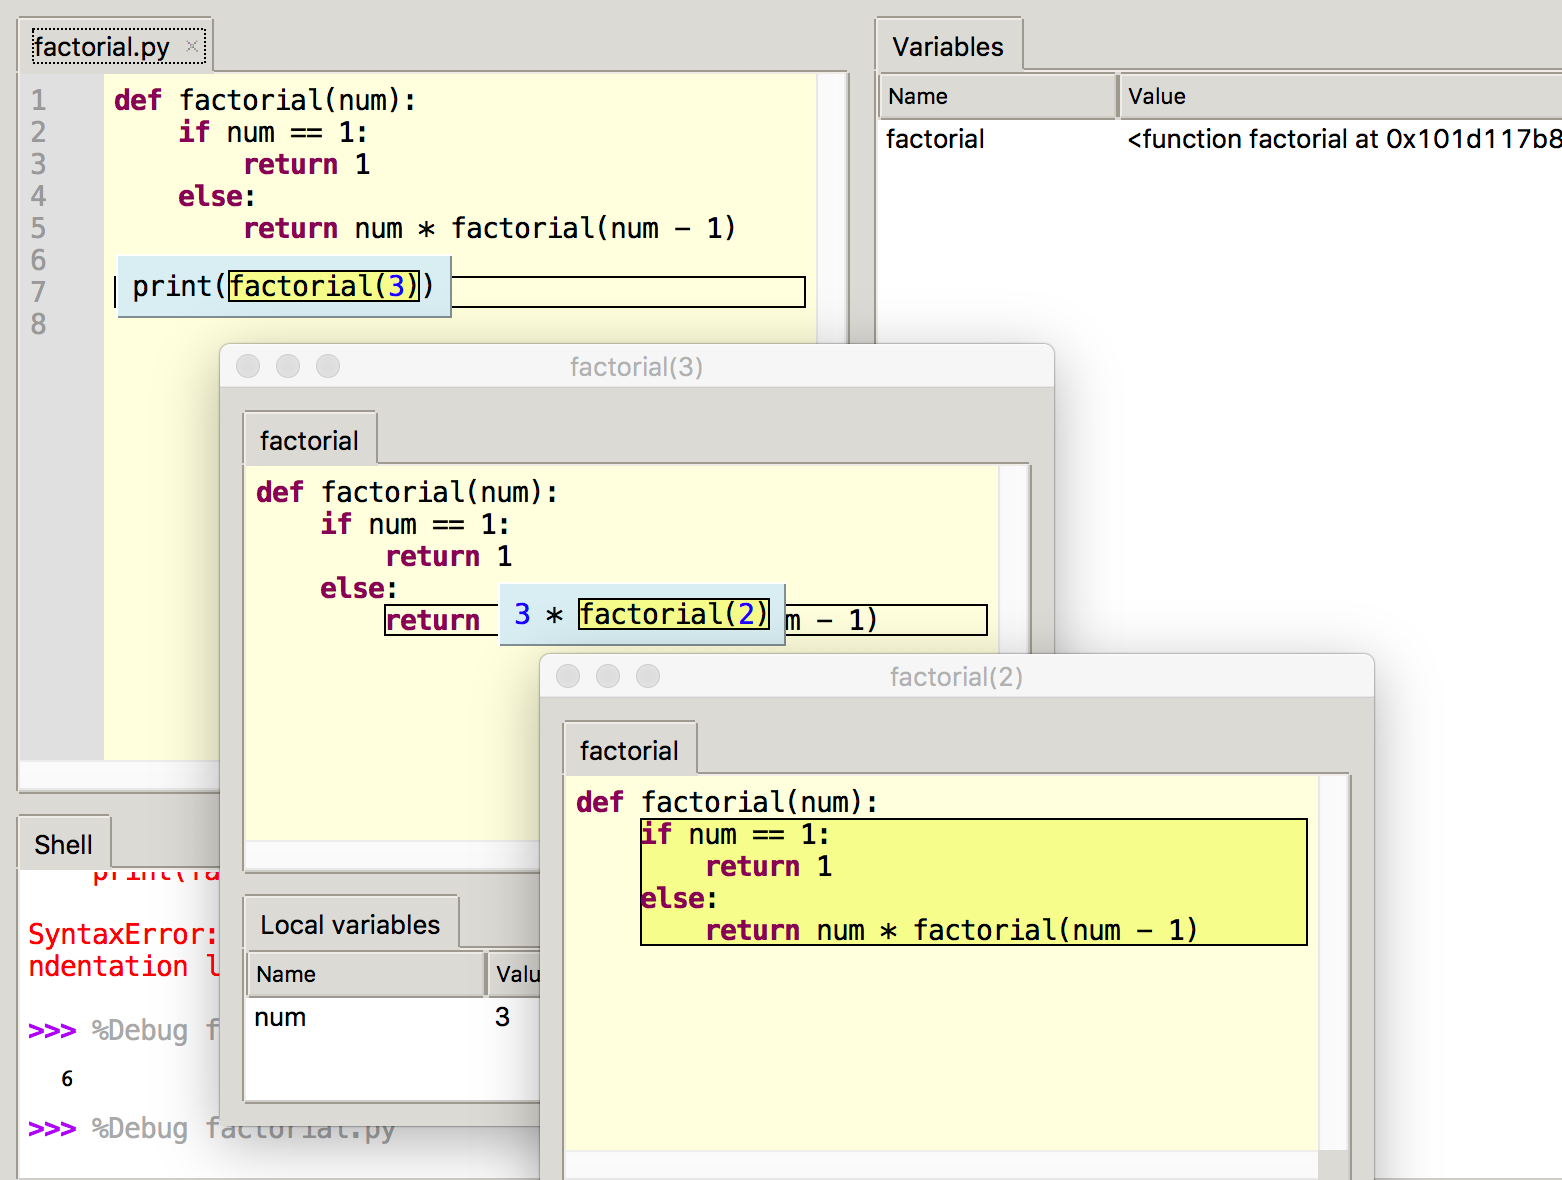 factorial.py
1 def factorial(num):
2 if num == 1:
3 return 1
4 else:
5 return num * factorial(num - 1)
6
7 print(factorial(3))
8
Variables
Name Value
factorial <function factorial at 0x101d117b8
factorial(3)
factorial
def factorial(num):
if num == 1:
return 1
else:
return 3 * factorial(2) m - 1)
Local variables
Name Valu
num 3
factorial(2)
factorial
def factorial(num):
if num == 1:
return 1
else:
return num * factorial(num - 1)
Shell
SyntaxError:
ndentation l
>>> %Debug f
6
>>> %Debug factorial.py